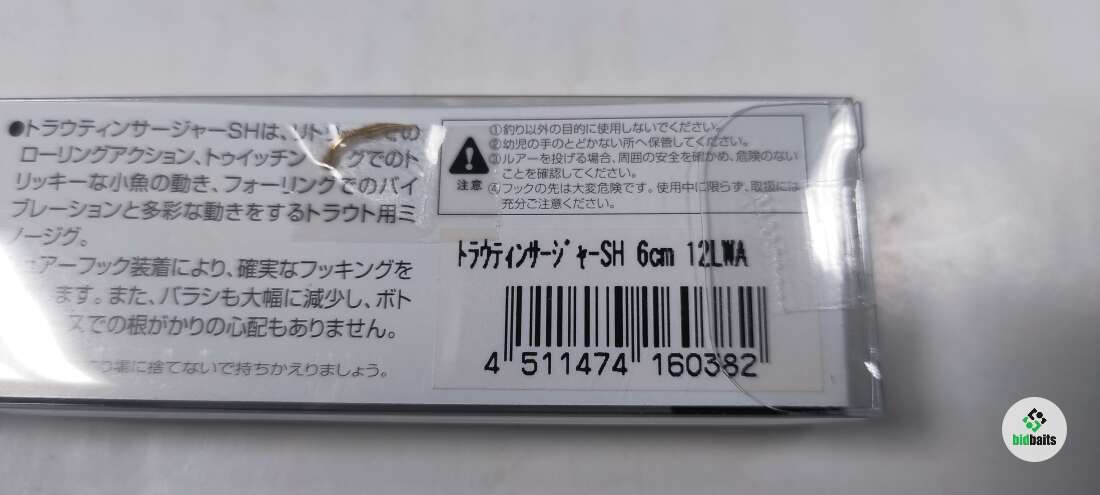 ●トラウティンサージャーSHは、リト の
ローリングアクション、トゥイッチン グでのト
リッキーな小魚の動き、フォーリングでのバイ
ブレーションと多彩な動きをするトラウト用ミ
ノージグ。
アーフック装着により、確実なフッキングを
ます。また、バラシも大幅に減少し、ボト
スでの根がかりの心配もありません。
場に捨てないで持ちかえりましょう。
注意
①釣り以外の目的に使用しないでください。
②幼児の手のとどかない所へ保管してください。
③ルアーを投げる場合、周囲の安全を確かめ、危険のない
ことを確認してください。
④フックの先は大変危険です。使用中に限らず、取扱には
充分ご注意ください。
トラウティンサージャーSH 6cm 12LWA
4 511474 160382
bidbaits